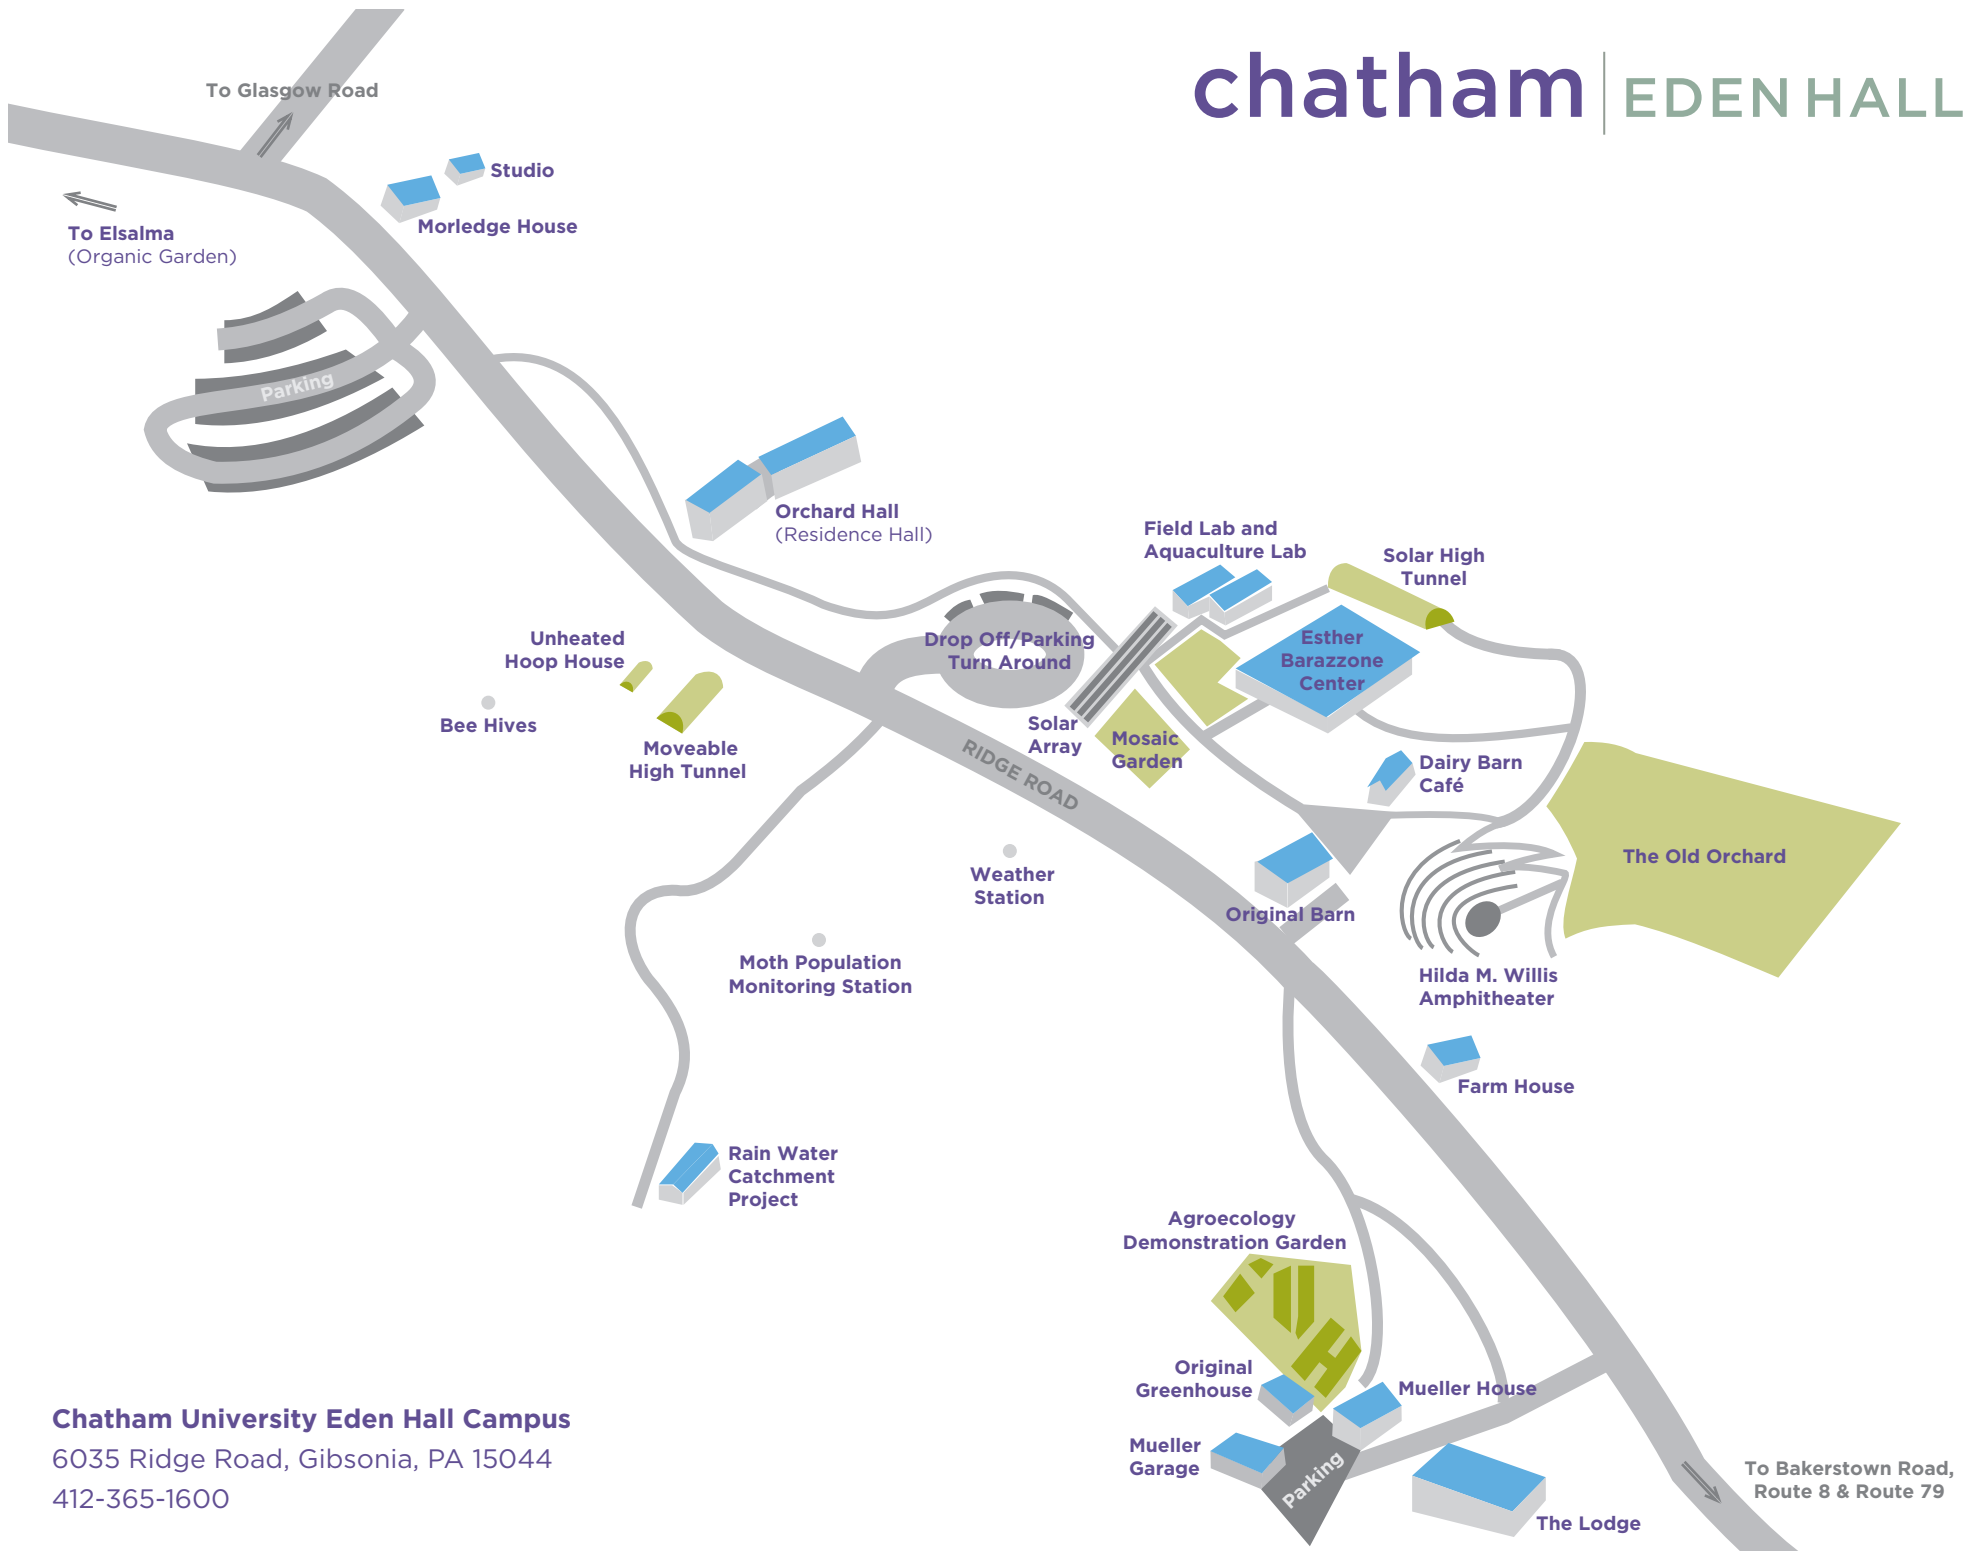 chatham EDEN HALL
To Glasgow Road
Studio
Morledge House
To Elsalma
(Organic Garden)
Parking
Orchard Hall
(Residence Hall)
Field Lab and
Aquaculture Lab
Solar High
Tunnel
Unheated
Hoop House
Drop Off/Parking
Turn Around
Esther
Barazzone
Center
Bee Hives
Moveable
High Tunnel
Solar
Array
Mosaic
Garden
RIDGE ROAD
Dairy Barn
Café
The Old Orchard
Weather
Station
Original Barn
Moth Population
Monitoring Station
Hilda M. Willis
Amphitheater
Farm House
Rain Water
Catchment
Project
Agroecology
Demonstration Garden
Original
Greenhouse
Mueller House
Mueller
Garage
Parking
The Lodge
To Bakerstown Road,
Route 8 & Route 79
Chatham University Eden Hall Campus
6035 Ridge Road, Gibsonia, PA 15044
412-365-1600